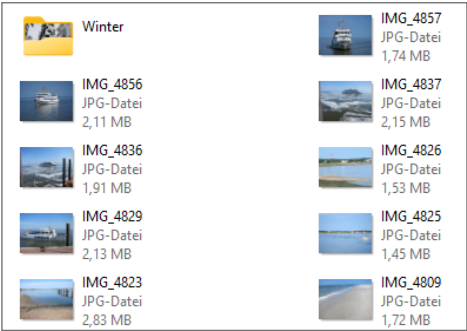 Winter
IMG_4857
JPG-Datei
1,74 MB
IMG_4856
JPG-Datei
2,11 MB
IMG_4837
JPG-Datei
2,15 MB
IMG_4836
JPG-Datei
1,91 MB
IMG_4826
JPG-Datei
1,53 MB
IMG_4829
JPG-Datei
2,13 MB
IMG_4825
JPG-Datei
1,45 MB
IMG_4823
JPG-Datei
2,83 MB
IMG_4809
JPG-Datei
1,72 MB